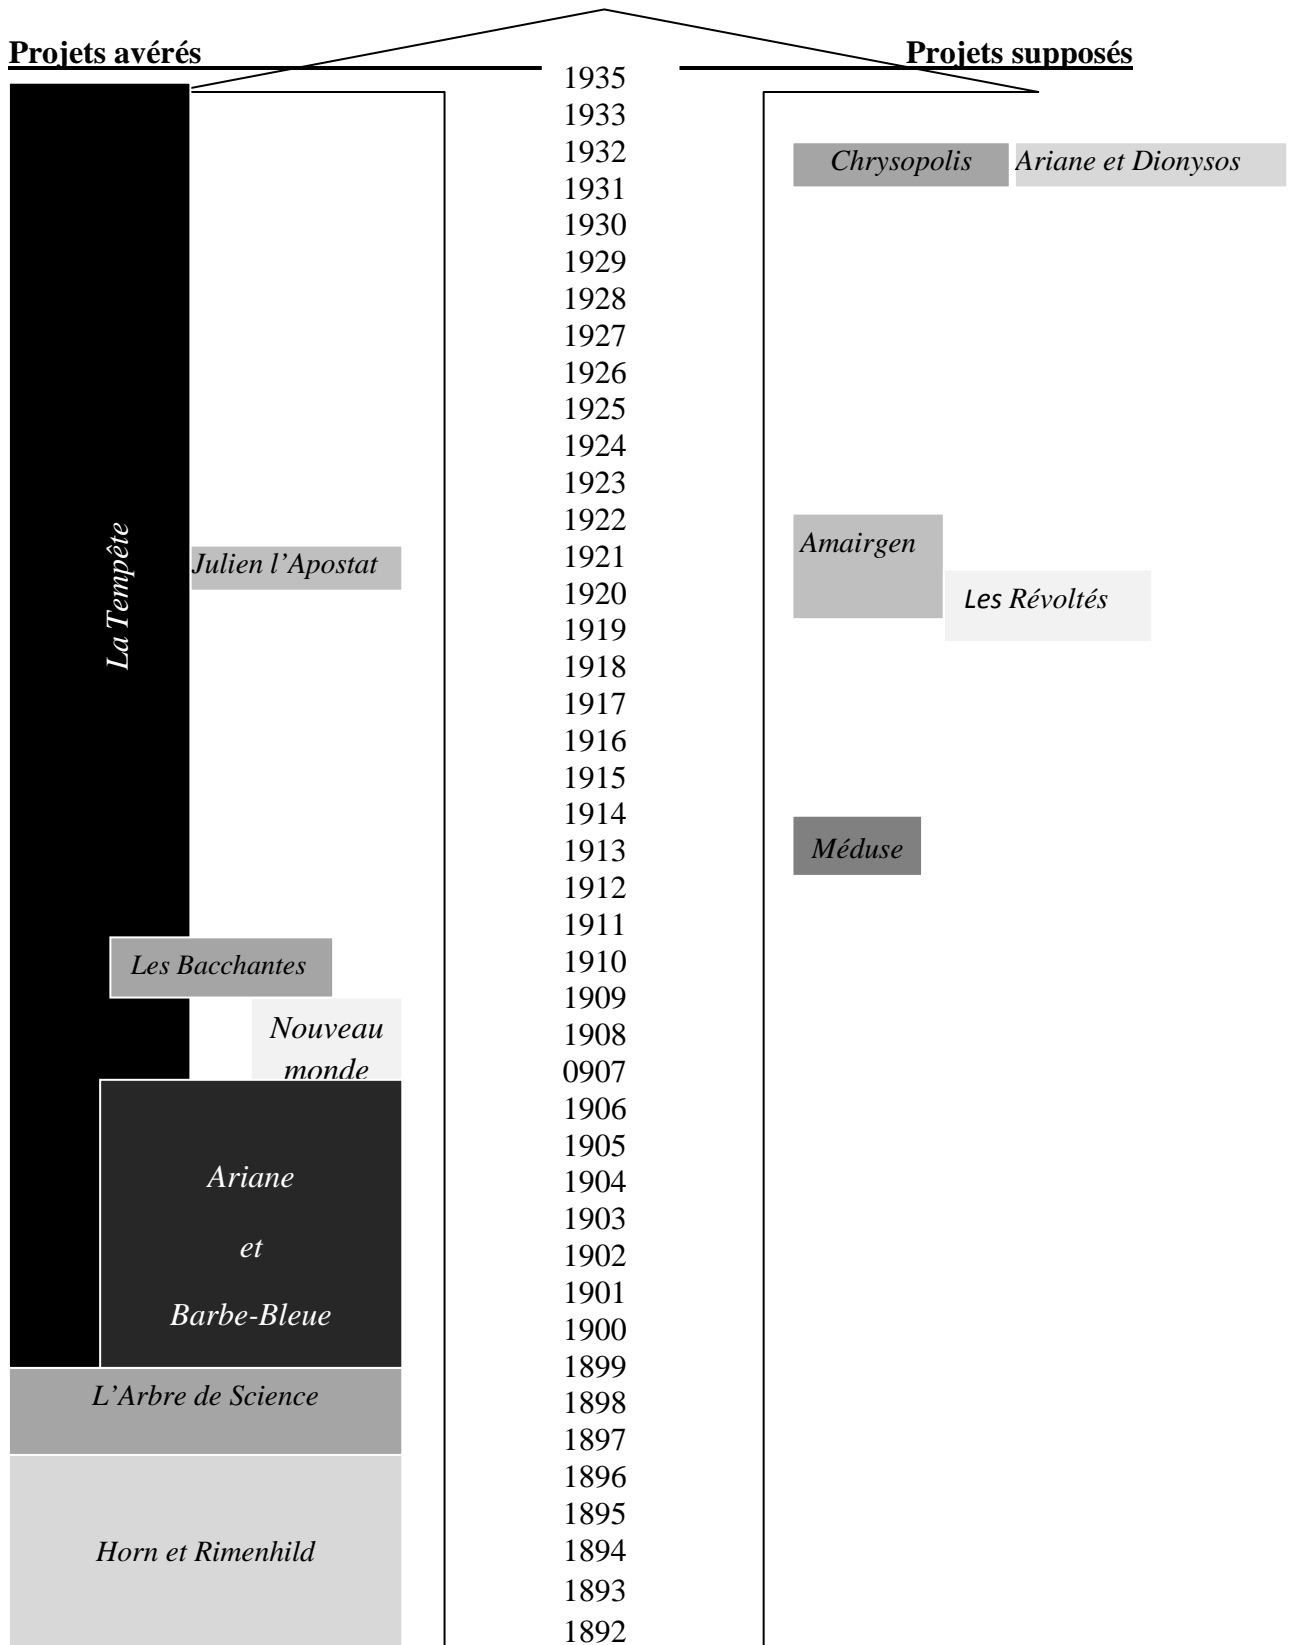 Projets avérés
Projets supposés
1935
1933
1932
1931
1930
1929
1928
1927
1926
1925
1924
1923
1922
1921
1920
1919
1918
1917
1916
1915
1914
1913
1912
1911
1910
1909
1908
0907
1906
1905
1904
1903
1902
1901
1900
1899
1898
1897
1896
1895
1894
1893
1892
La Tempête
Julien l’Apostat
Les Bacchantes
Nouveau
monde
Ariane
et
Barbe-Bleue
L’Arbre de Science
Horn et Rimenhild
Chrysopolis
Ariane et Dionysos
Amairgen
Les Révoltés
Méduse